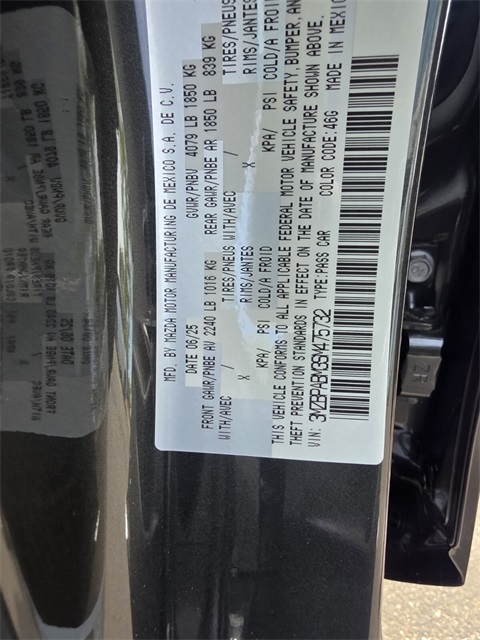 MFD. BY MAZDA MOTOR MANUFACTURING DE MEXICO S.A. DE C.V.
DATE 06/25 GVWR/PNBV 4079 LB 1850 KG
FRONT GAWR/PNBE AV 2240 LB 1016 KG REAR GAWR/PNBE AR 1850 LB 839 KG
WITH/AVEC / TIRES/PNEUS WITH/AVEC / TIRES/PNEUS
X RIMS/JANTES X RIMS/JANTES
KPA/ PSI COLD/A FROID KPA/ PSI COLD/A FROID
THIS VEHICLE CONFORMS TO ALL APPLICABLE FEDERAL MOTOR VEHICLE SAFETY, BUMPER, AND
THEFT PREVENTION STANDARDS IN EFFECT ON THE DATE OF MANUFACTURE SHOWN ABOVE.
VIN: 3MZBPABX3SM475732 TYPE: PASS CAR COLOR CODE: 46G MADE IN MEXICO